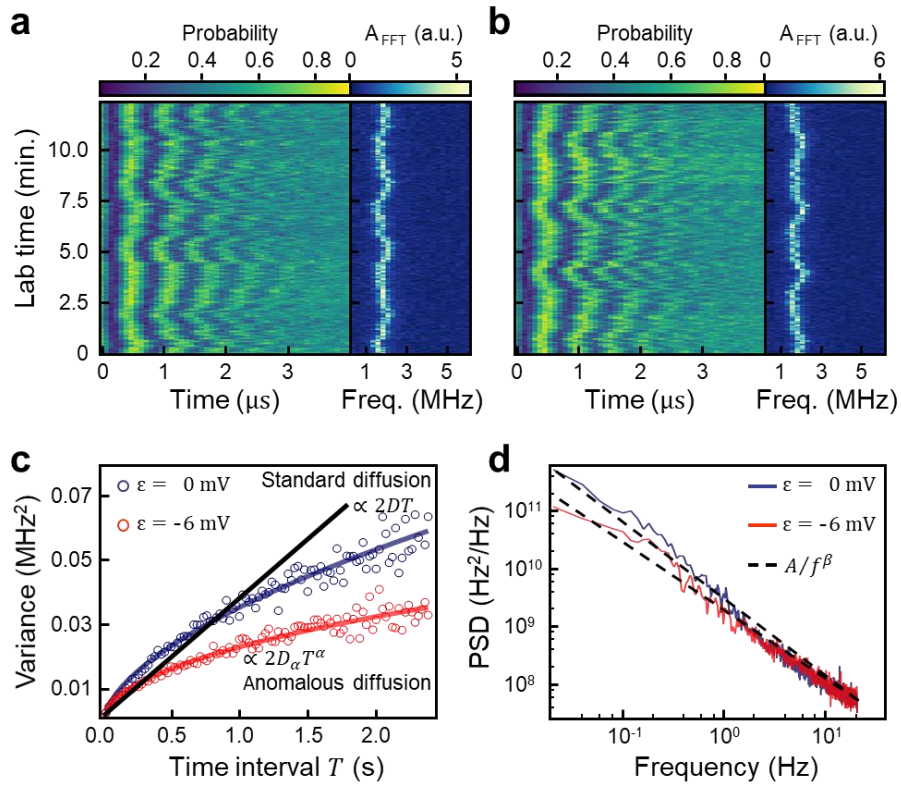 a
Probability
A_FFT (a.u.)
0.2 0.4 0.6 0.8 0 5
Lab time (min.)
10.0
7.5
5.0
2.5
0
0 1 2 3
1 3 5
Time (μs)
Freq. (MHz)
b
Probability
A_FFT (a.u.)
0.2 0.4 0.6 0.8 0 6
0 1 2 3
1 3 5
Time (μs)
Freq. (MHz)
c
ε = 0 mV
ε = -6 mV
Standard diffusion
∝ 2DT
∝ 2D_αT^α
Anomalous diffusion
Variance (MHz²)
0.07
0.05
0.03
0.01
0.0 0.5 1.0 1.5 2.0
Time interval T (s)
d
ε = 0 mV
ε = -6 mV
A/f^β
PSD (Hz²/Hz)
10¹¹
10¹⁰
10⁹
10⁸
10⁻¹ 10⁰ 10¹
Frequency (Hz)